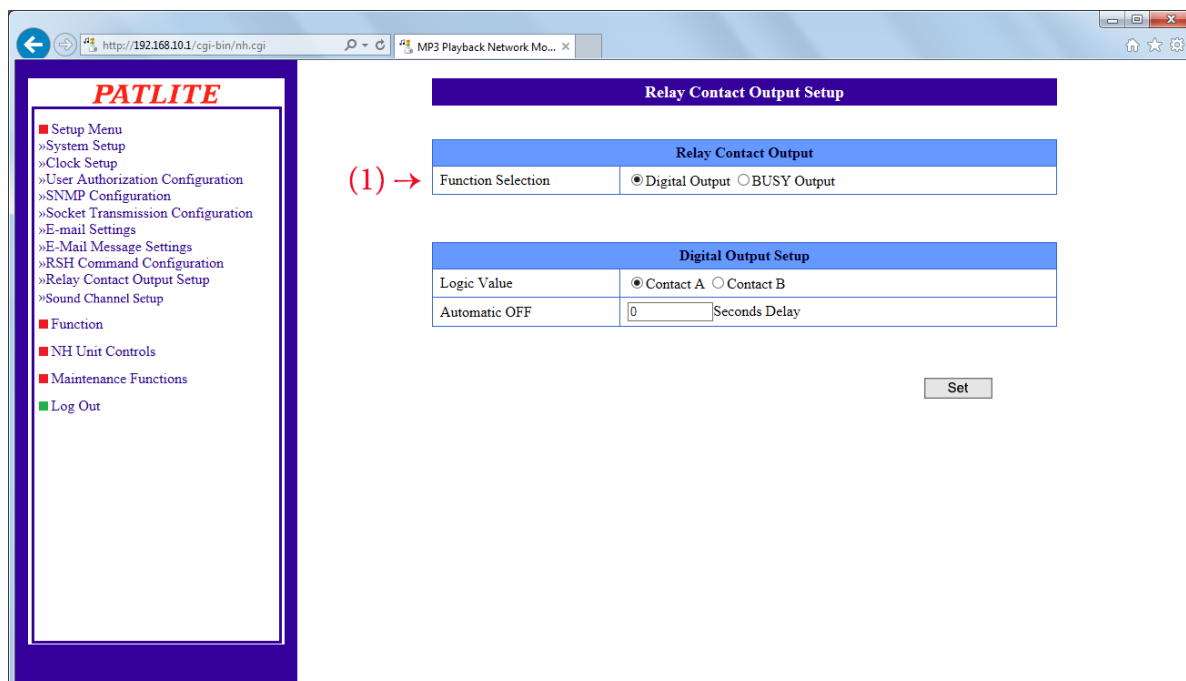 http://192.168.10.1/cgi-bin/nh.cgi
MP3 Playback Network Mo...
PATLITE
Setup Menu
»System Setup
»Clock Setup
»User Authorization Configuration
»SNMP Configuration
»Socket Transmission Configuration
»E-mail Settings
»E-Mail Message Settings
»RSH Command Configuration
»Relay Contact Output Setup
»Sound Channel Setup
Function
NH Unit Controls
Maintenance Functions
Log Out
Relay Contact Output Setup
Relay Contact Output
(1) → Function Selection Digital Output BUSY Output
Digital Output Setup
Logic Value Contact A Contact B
Automatic OFF 0 Seconds Delay
Set